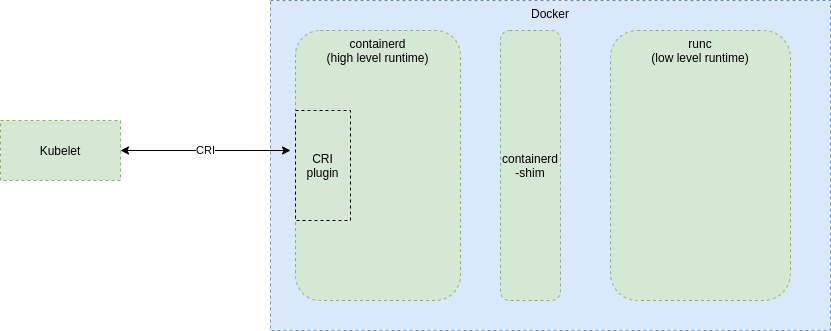 Docker
containerd
(high level runtime)
runc
(low level runtime)
Kubelet
CRI
CRI
plugin
containerd
-shim